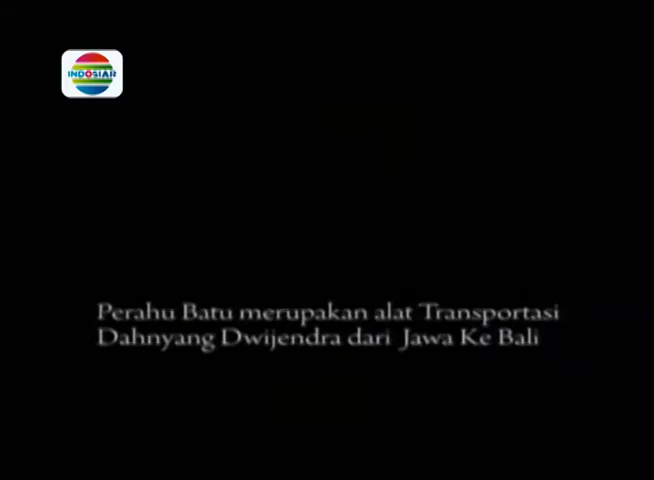 INDOSIAR
Perahu Batu merupakan alat Transportasi
Dahnyang Dwijendra dari Jawa Ke Bali